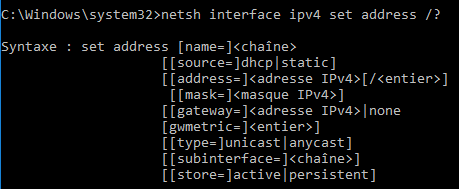 C:\Windows\system32>netsh interface ipv4 set address /?
Syntaxe : set address [name=]<chaîne>
[[source=]dhcp|static]
[[address=]<adresse IPv4>[/<entier>]
[[mask=]<masque IPv4>]
[[gateway=]<adresse IPv4>|none
[gwmetric=]<entier>]
[[type=]unicast|anycast]
[[subinterface=]<chaîne>]
[[store=]active|persistent]